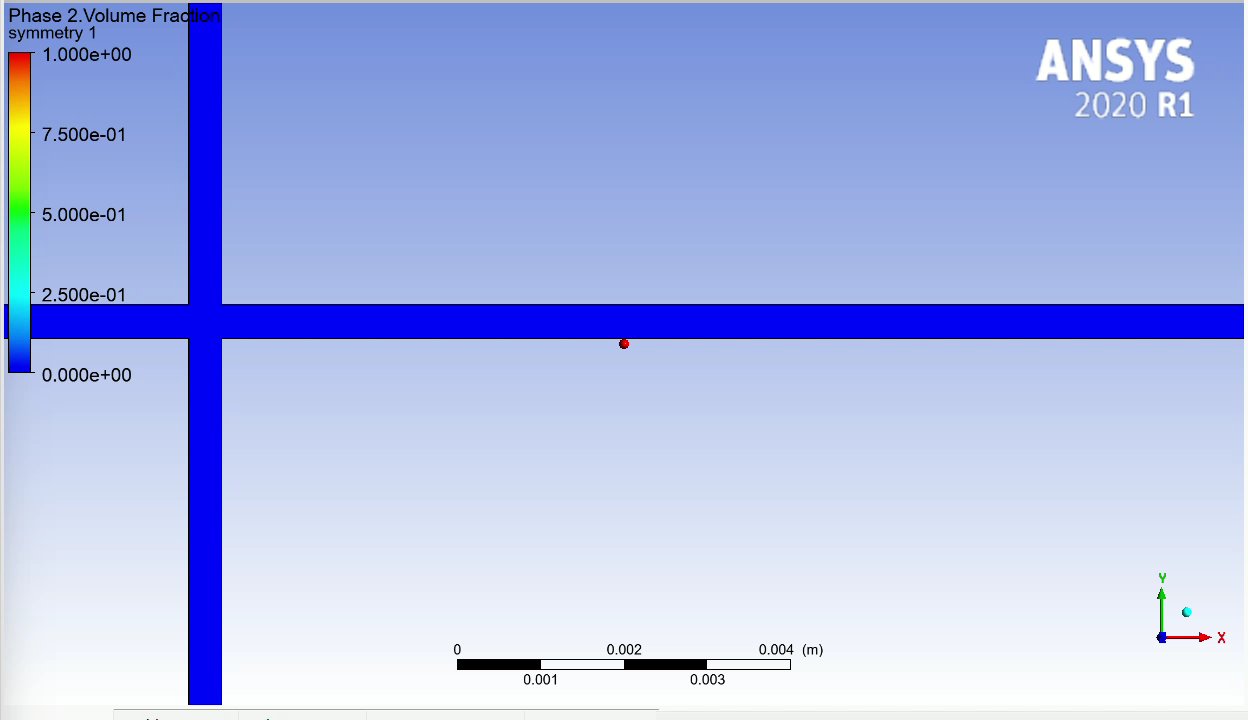 Phase 2.Volume Fraction
symmetry 1
1.000e+00
7.500e-01
5.000e-01
2.500e-01
0.000e+00
ANSYS
2020 R1
Y
X
0 0.002 0.004 (m)
0.001 0.003